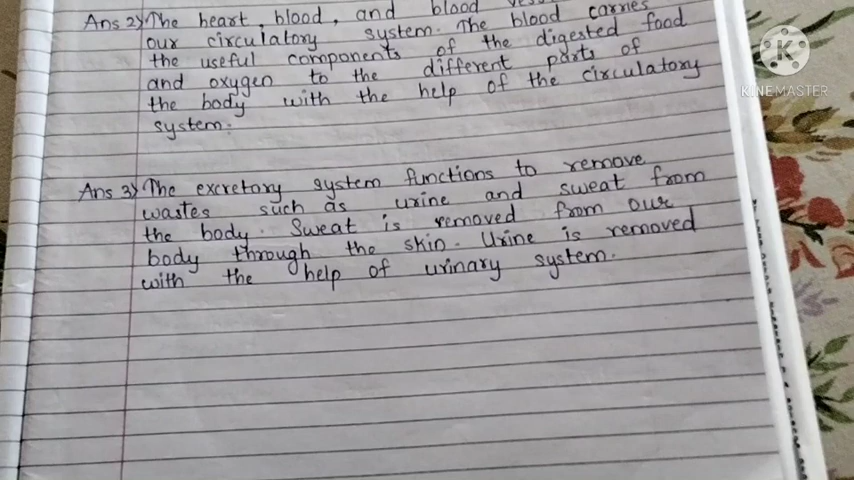 Ans 2) The heart, blood, and blood
our circulatory system. The blood carries
the useful components of the digested food
and oxygen to the different parts of
the body with the help of the circulatory
system.
Ans 3) The excretory system functions to remove
wastes such as urine and sweat from
the body. Sweat is removed from our
body through the skin. Urine is removed
with the help of urinary system.
K
KINEMASTER